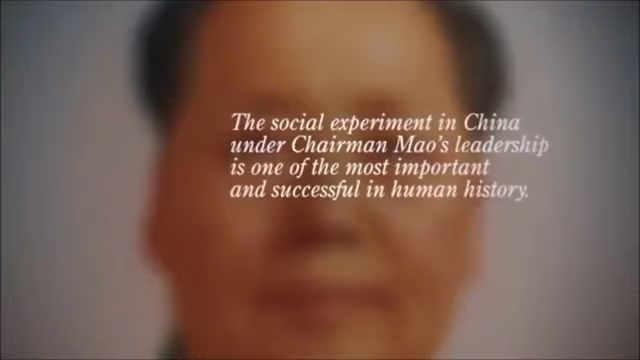 The social experiment in China
under Chairman Mao's leadership
is one of the most important
and successful in human history.